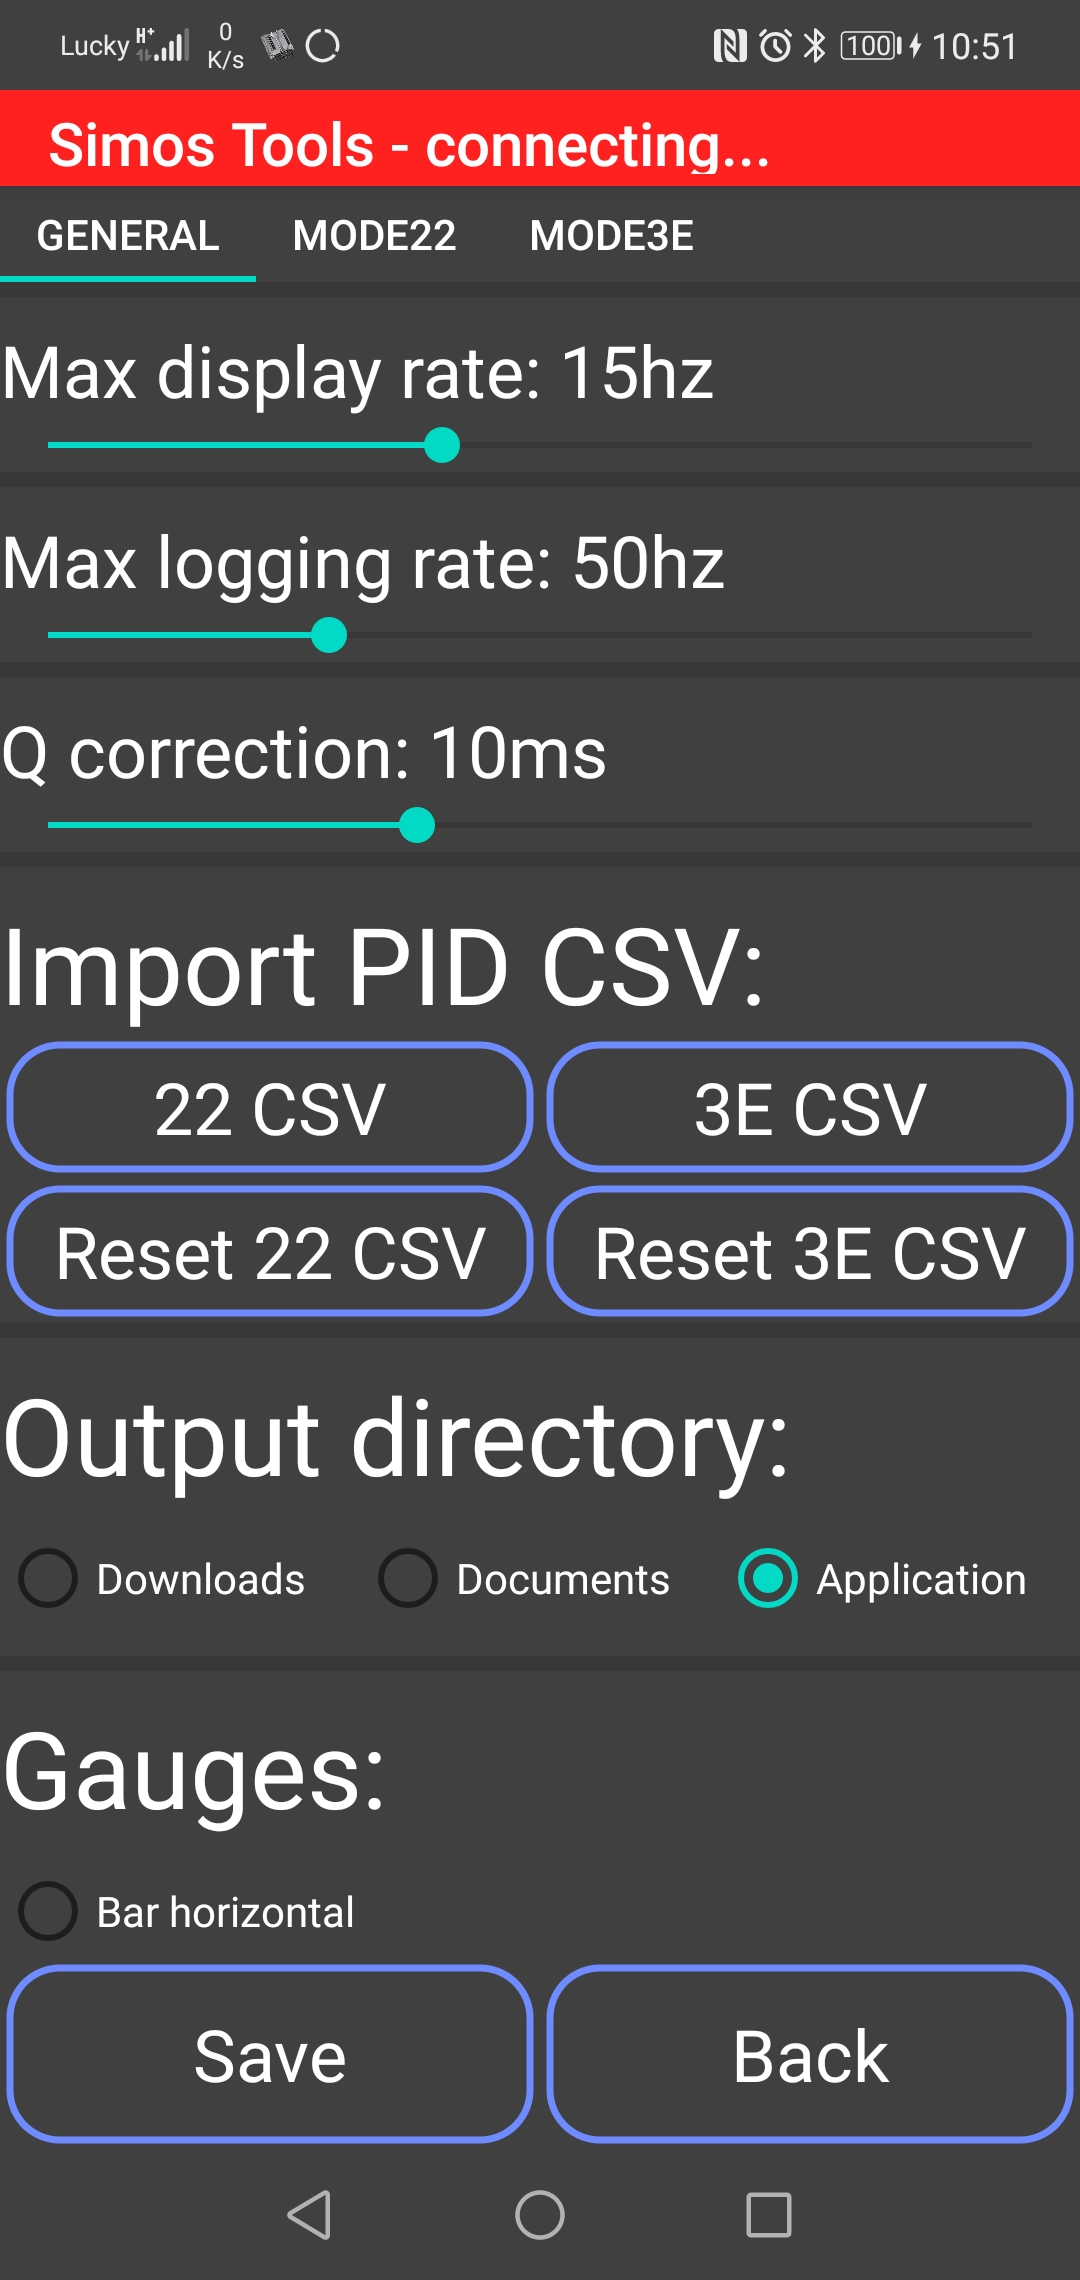 Lucky H+ 0 K/s 100 10:51
Simos Tools - connecting...
GENERAL MODE22 MODE3E
Max display rate: 15hz
Max logging rate: 50hz
Q correction: 10ms
Import PID CSV:
22 CSV 3E CSV
Reset 22 CSV Reset 3E CSV
Output directory:
Downloads Documents Application
Gauges:
Bar horizontal
Save Back